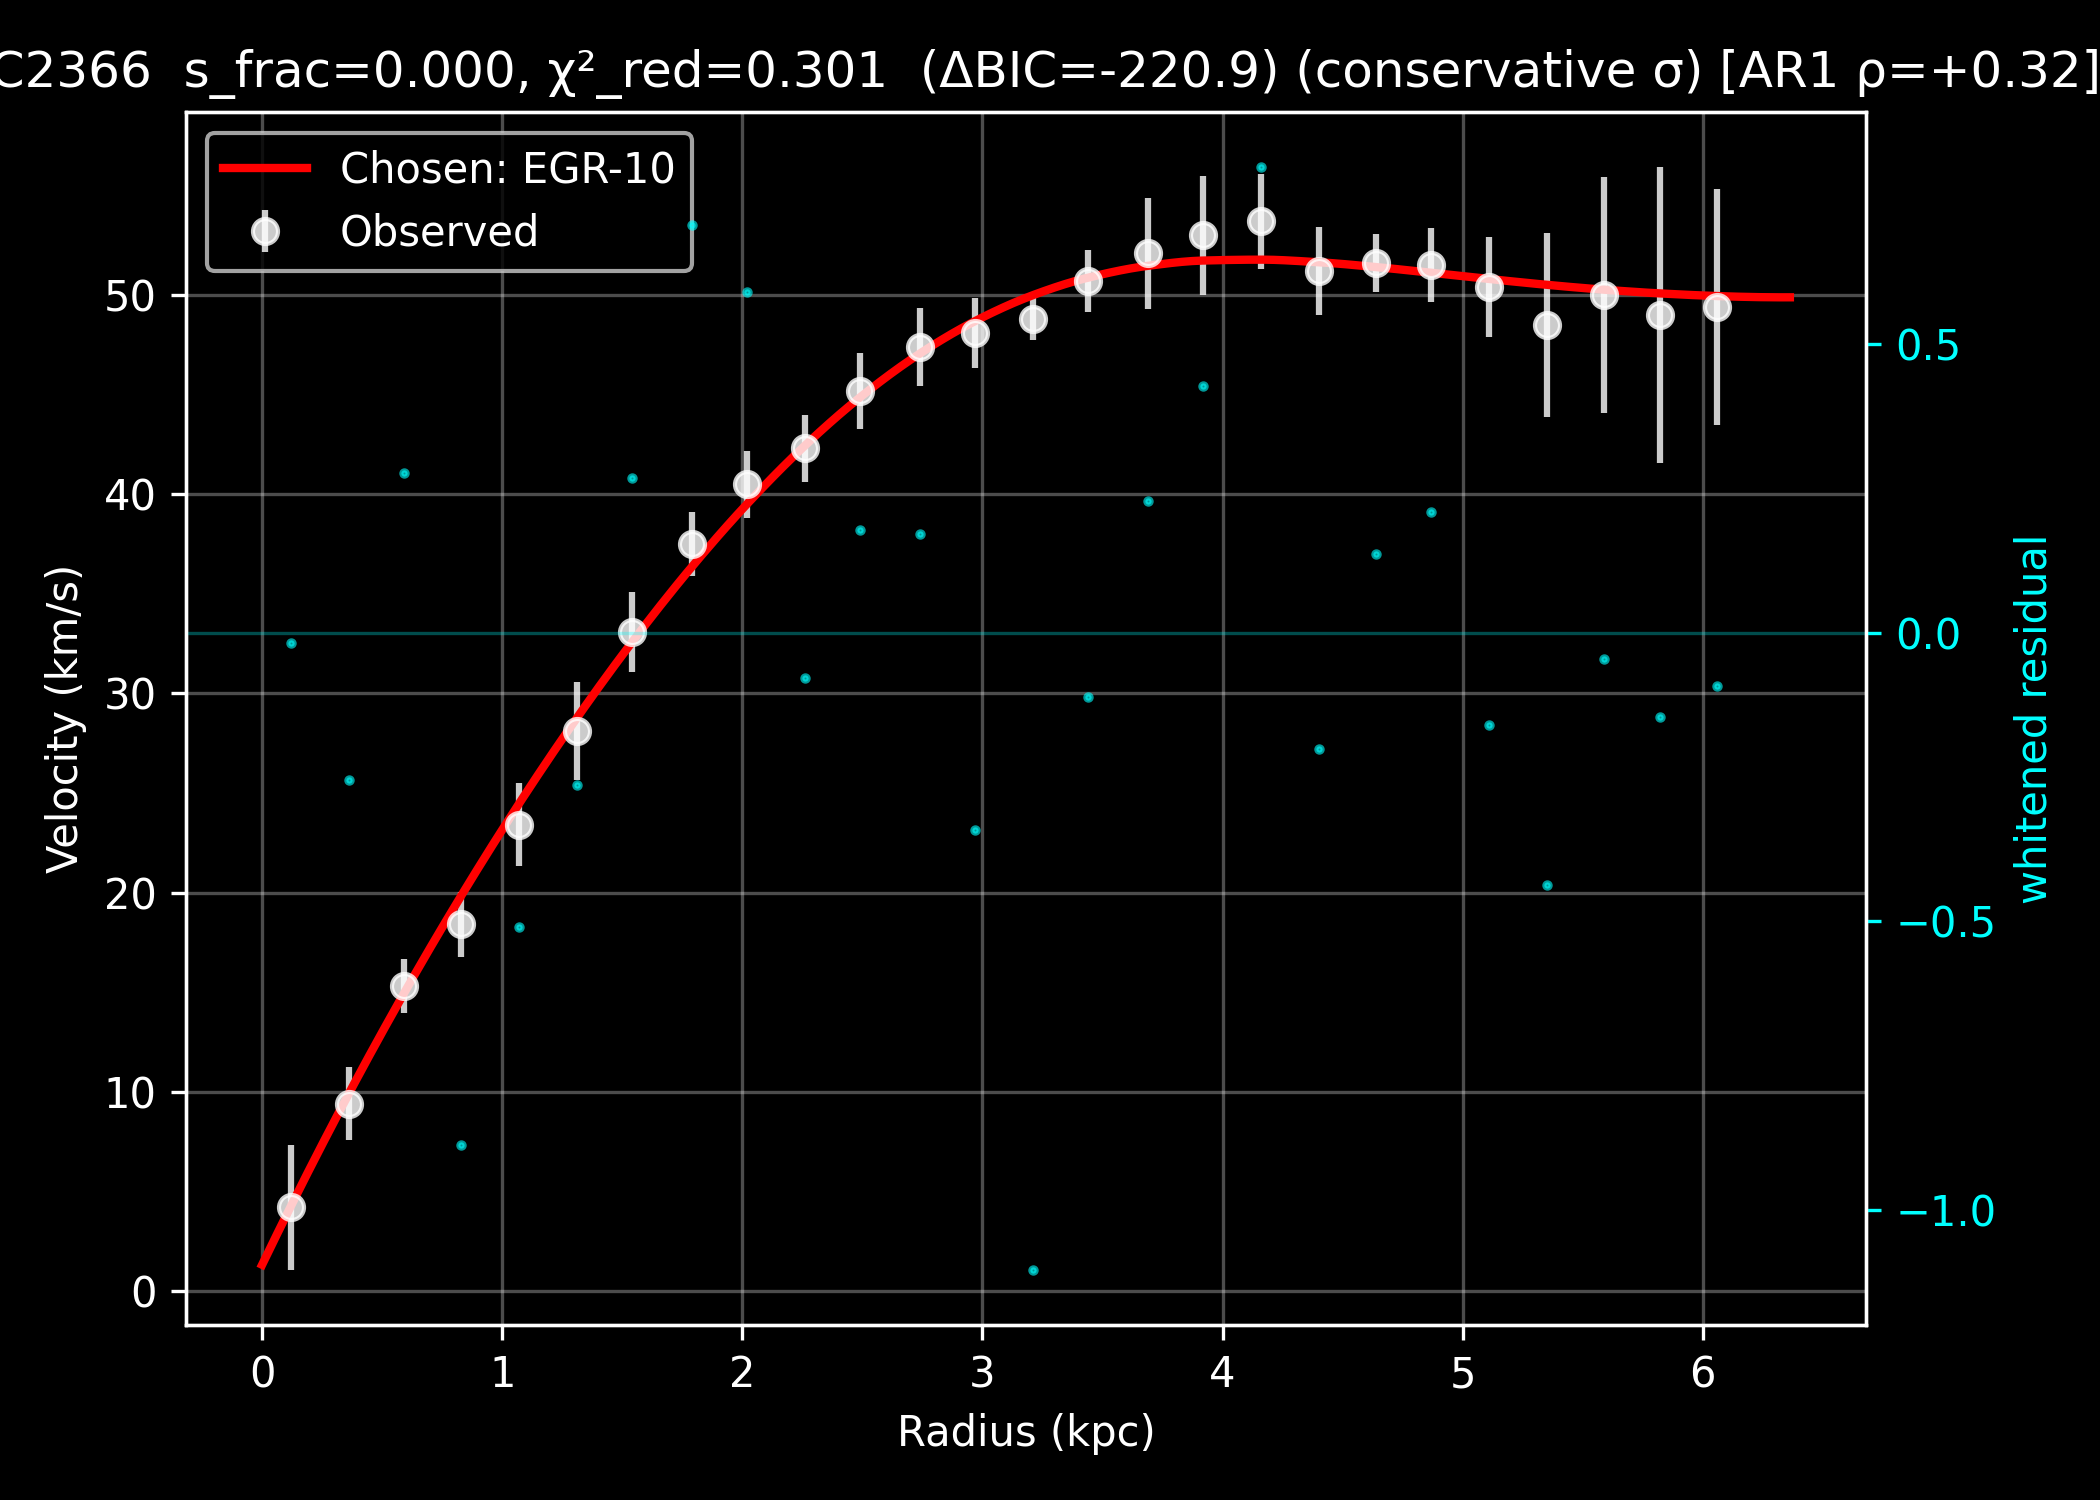 C2366 s_frac=0.000, χ²_red=0.301 (ΔBIC=-220.9) (conservative σ) [AR1 ρ=+0.32]
Chosen: EGR-10
Observed
50
40
30
20
10
0
Velocity (km/s)
0.5
0.0
−0.5
−1.0
whitened residual
0 1 2 3 4 5 6
Radius (kpc)